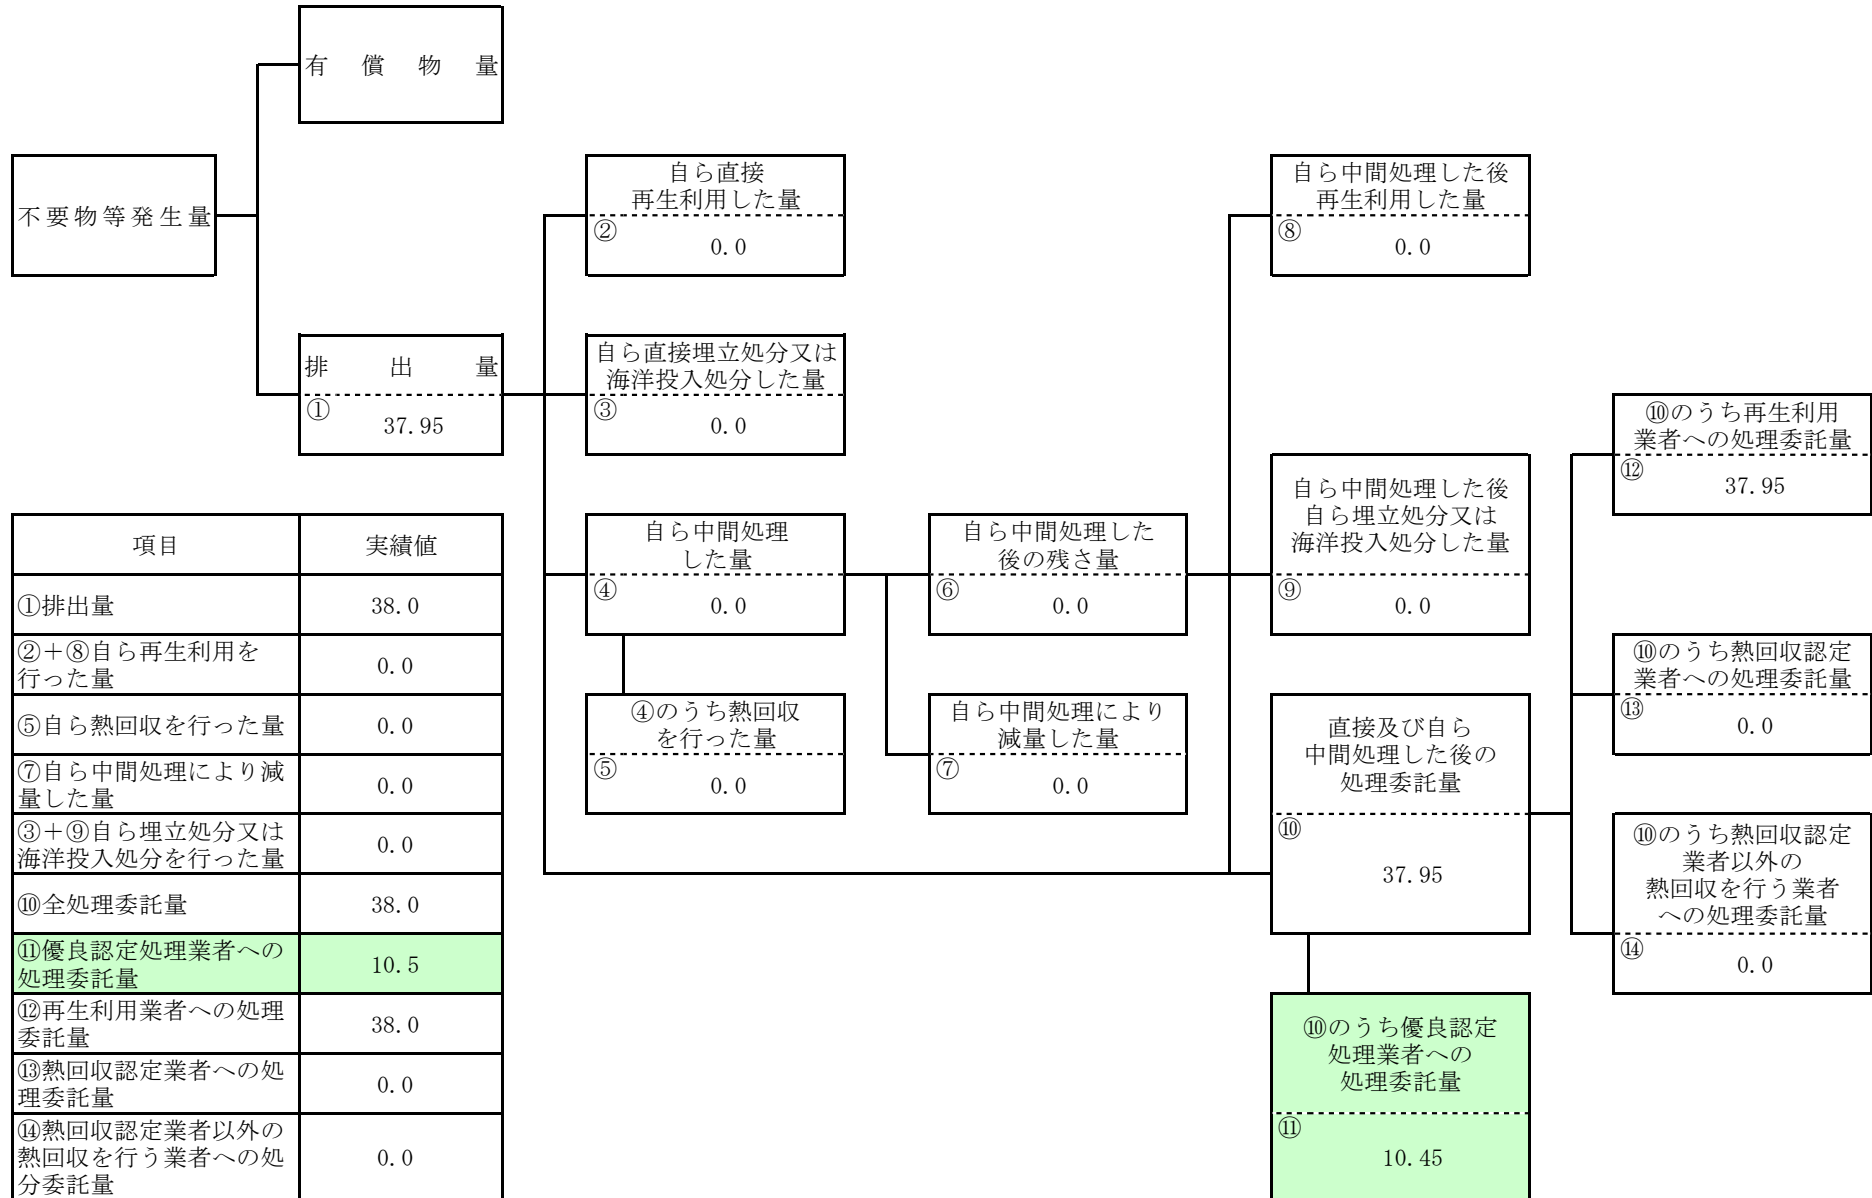 有償物量
不要物等発生量
排出量
①
37.95
自ら直接
再生利用した量
②
0.0
自ら直接埋立処分又は
海洋投入処分した量
③
0.0
自ら中間処理
した量
④
0.0
④のうち熱回収
を行った量
⑤
0.0
自ら中間処理した
後の残さ量
⑥
0.0
自ら中間処理により
減量した量
⑦
0.0
自ら中間処理した後
再生利用した量
⑧
0.0
自ら中間処理した後
自ら埋立処分又は
海洋投入処分した量
⑨
0.0
直接及び自ら
中間処理した後の
処理委託量
⑩
37.95
⑩のうち優良認定
処理業者への
処理委託量
⑪
10.45
⑩のうち再生利用
業者への処理委託量
⑫
37.95
⑩のうち熱回収認定
業者への処理委託量
⑬
0.0
⑩のうち熱回収認定
業者以外の
熱回収を行う業者
への処理委託量
⑭
0.0
項目 実績値
①排出量 38.0
②+⑧自ら再生利用を
行った量 0.0
⑤自ら熱回収を行った量 0.0
⑦自ら中間処理により減
量した量 0.0
③+⑨自ら埋立処分又は
海洋投入処分を行った量 0.0
⑩全処理委託量 38.0
⑪優良認定処理業者への
処理委託量 10.5
⑫再生利用業者への処理
委託量 38.0
⑬熱回収認定業者への処
理委託量 0.0
⑭熱回収認定業者以外の
熱回収を行う業者への処
分委託量 0.0